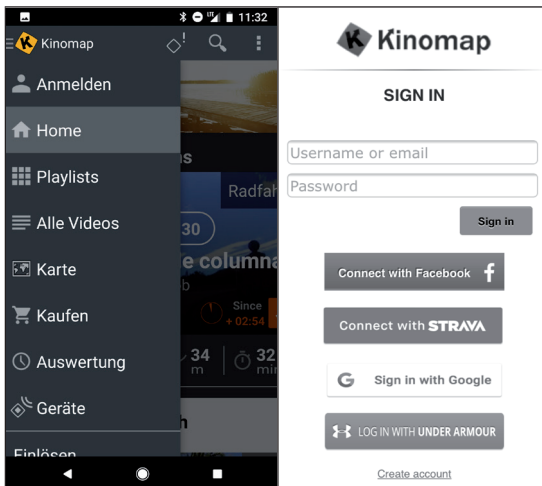 LTE 11:32
Kinomap
Anmelden
Home
Playlists
Alle Videos
Karte
Kaufen
Auswertung
Geräte
Einlösen
Radfah
30
e columna
b
Since
+ 02:54
34
m
32
min
h
Kinomap
SIGN IN
Username or email
Password
Sign in
Connect with Facebook f
Connect with STRAVA
G Sign in with Google
LOG IN WITH UNDER ARMOUR
Create account